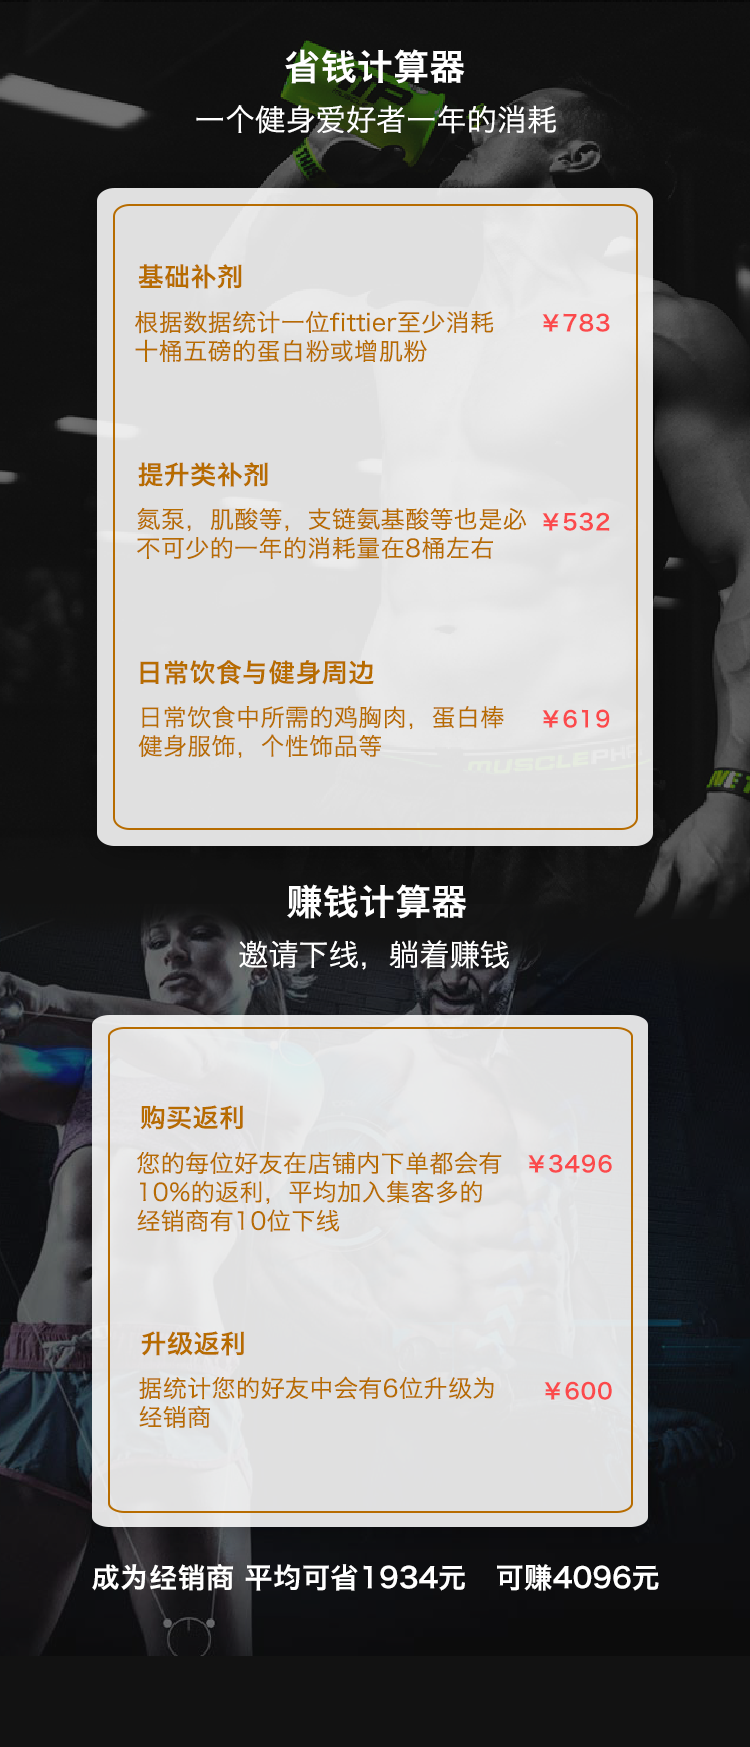 省钱计算器
一个健身爱好者一年的消耗
基础补剂
根据数据统计一位fittier至少消耗 ¥783
十桶五磅的蛋白粉或增肌粉
提升类补剂
氮泵，肌酸等，支链氨基酸等也是必 ¥532
不可少的一年的消耗量在8桶左右
日常饮食与健身周边
日常饮食中所需的鸡胸肉，蛋白棒 ¥619
健身服饰，个性饰品等
MUSCLEPH
赚钱计算器
邀请下线，躺着赚钱
购买返利
您的每位好友在店铺内下单都会有 ¥3496
10%的返利，平均加入集客多的
经销商有10位下线
升级返利
据统计您的好友中会有6位升级为 ¥600
经销商
成为经销商 平均可省1934元 可赚4096元